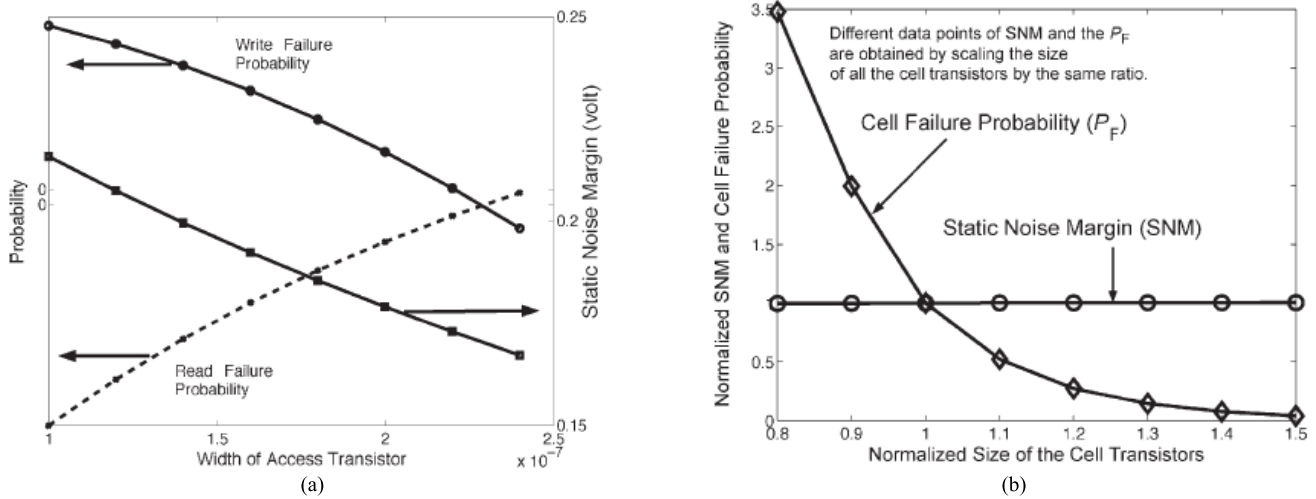 Write Failure
Probability
Read Failure
Probability
Probability
0
0
1
1.5
2
2.5
x 10⁻⁷
Width of Access Transistor
0.25
0.2
0.15
Static Noise Margin (volt)
(a)
Different data points of SNM and the P_F
are obtained by scaling the size
of all the cell transistors by the same ratio.
Cell Failure Probability (P_F)
Static Noise Margin (SNM)
Normalized SNM and Cell Failure Probability
3.5
3
2.5
2
1.5
1
0.5
0
0.8
0.9
1
1.1
1.2
1.3
1.4
1.5
Normalized Size of the Cell Transistors
(b)